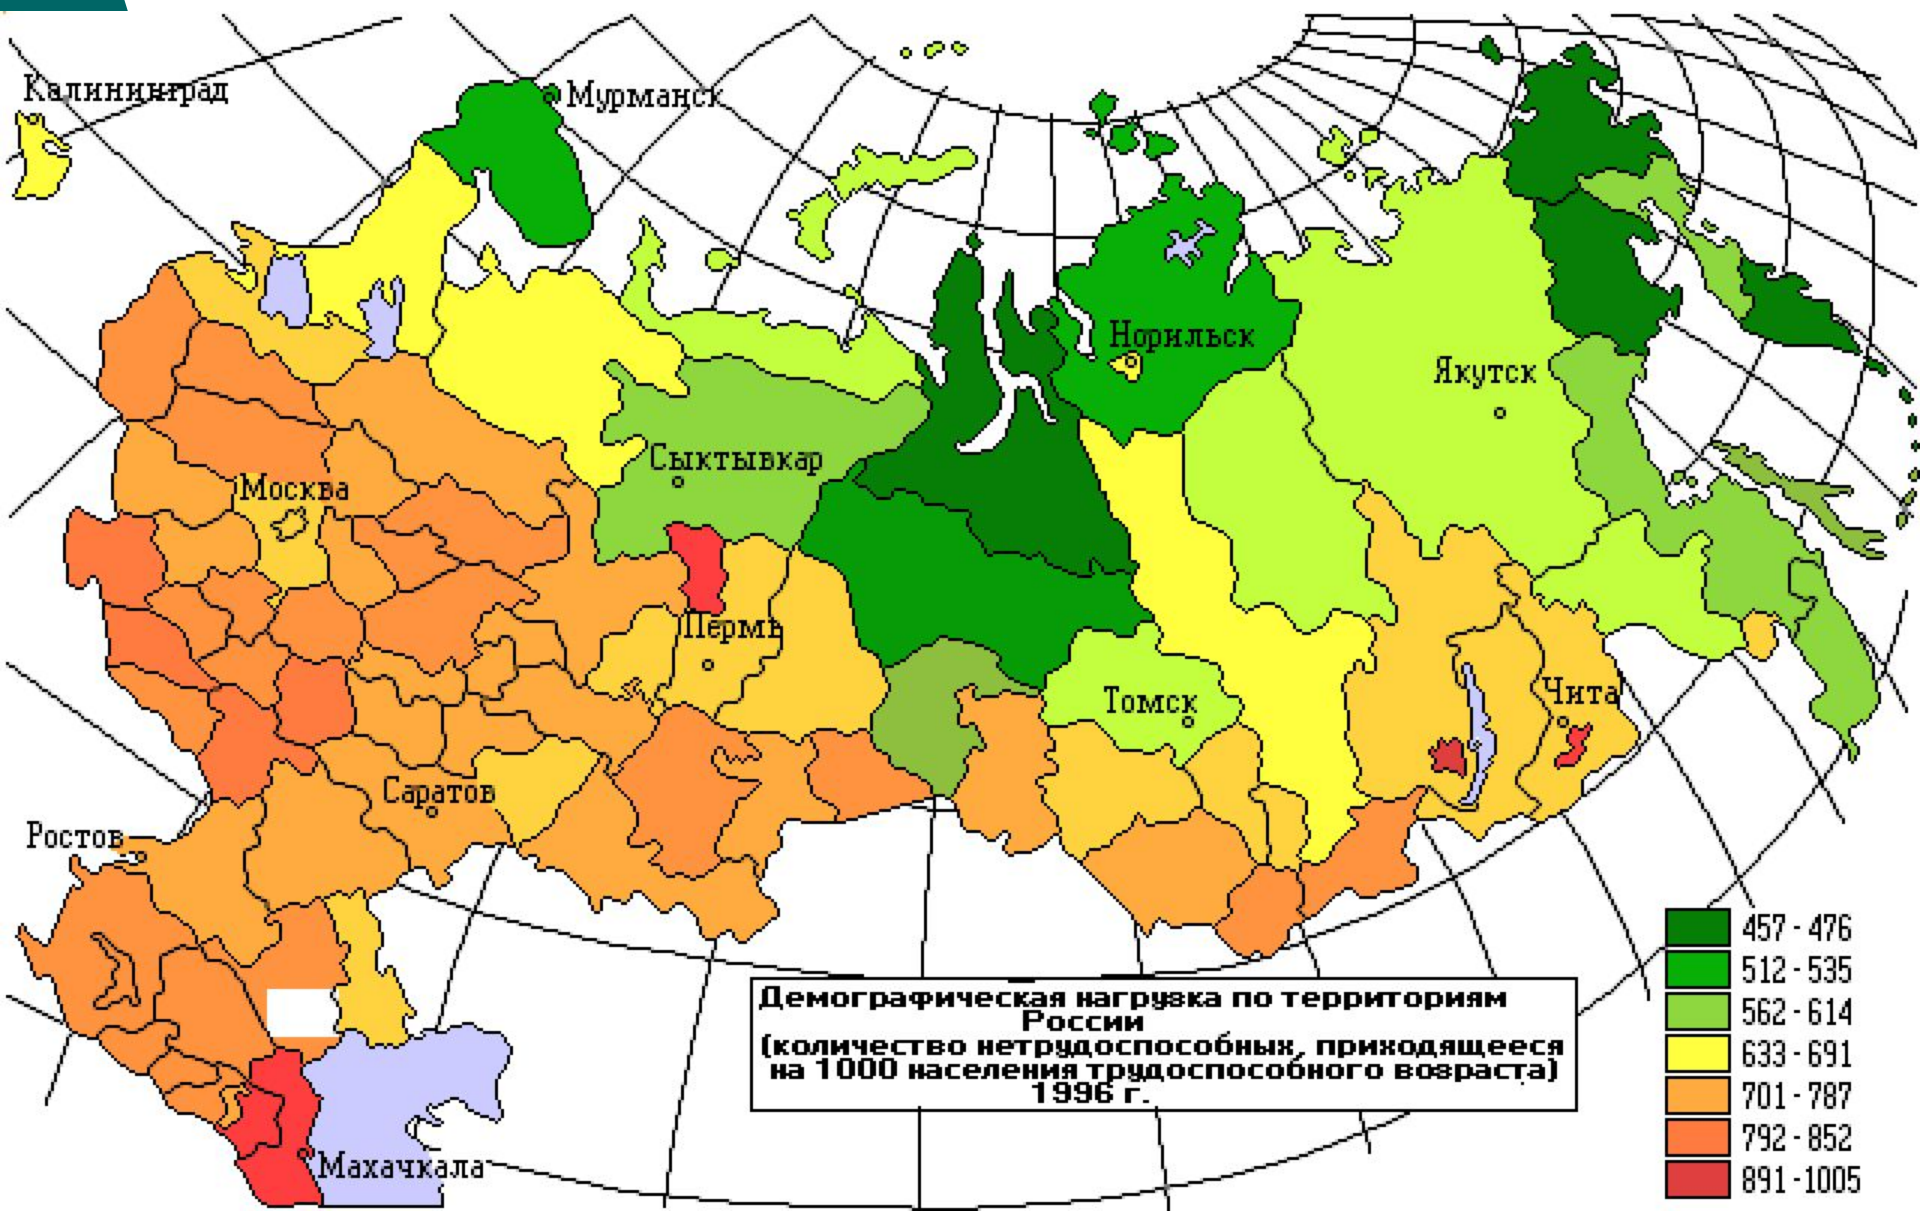 Калининград
Мурманск
Норильск
Якутск
Сыктывкар
Москва
Пермь
Томск
Чита
Саратов
Ростов
Махачкала
Демографическая нагрузка по территориям
России
(количество нетрудоспособных, приходящееся
на 1000 населения трудоспособного возраста)
1996 г.
457 - 476
512 - 535
562 - 614
633 - 691
701 - 787
792 - 852
891 - 1005